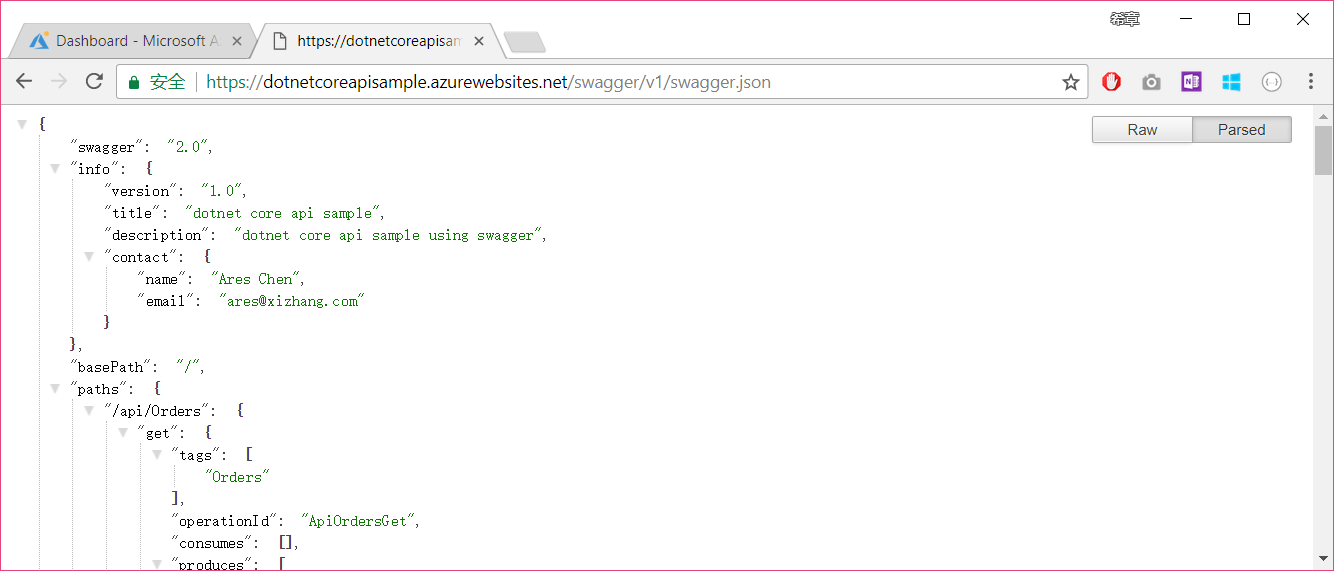 希章
Dashboard - Microsoft A
https://dotnetcoreapisam
安全 https://dotnetcoreapisample.azurewebsites.net/swagger/v1/swagger.json
Raw Parsed
{
"swagger": "2.0",
"info": {
"version": "1.0",
"title": "dotnet core api sample",
"description": "dotnet core api sample using swagger",
"contact": {
"name": "Ares Chen",
"email": "ares@xizhang.com"
}
},
"basePath": "/",
"paths": {
"/api/Orders": {
"get": {
"tags": [
"Orders"
],
"operationId": "ApiOrdersGet",
"consumes": [],
"produces": [